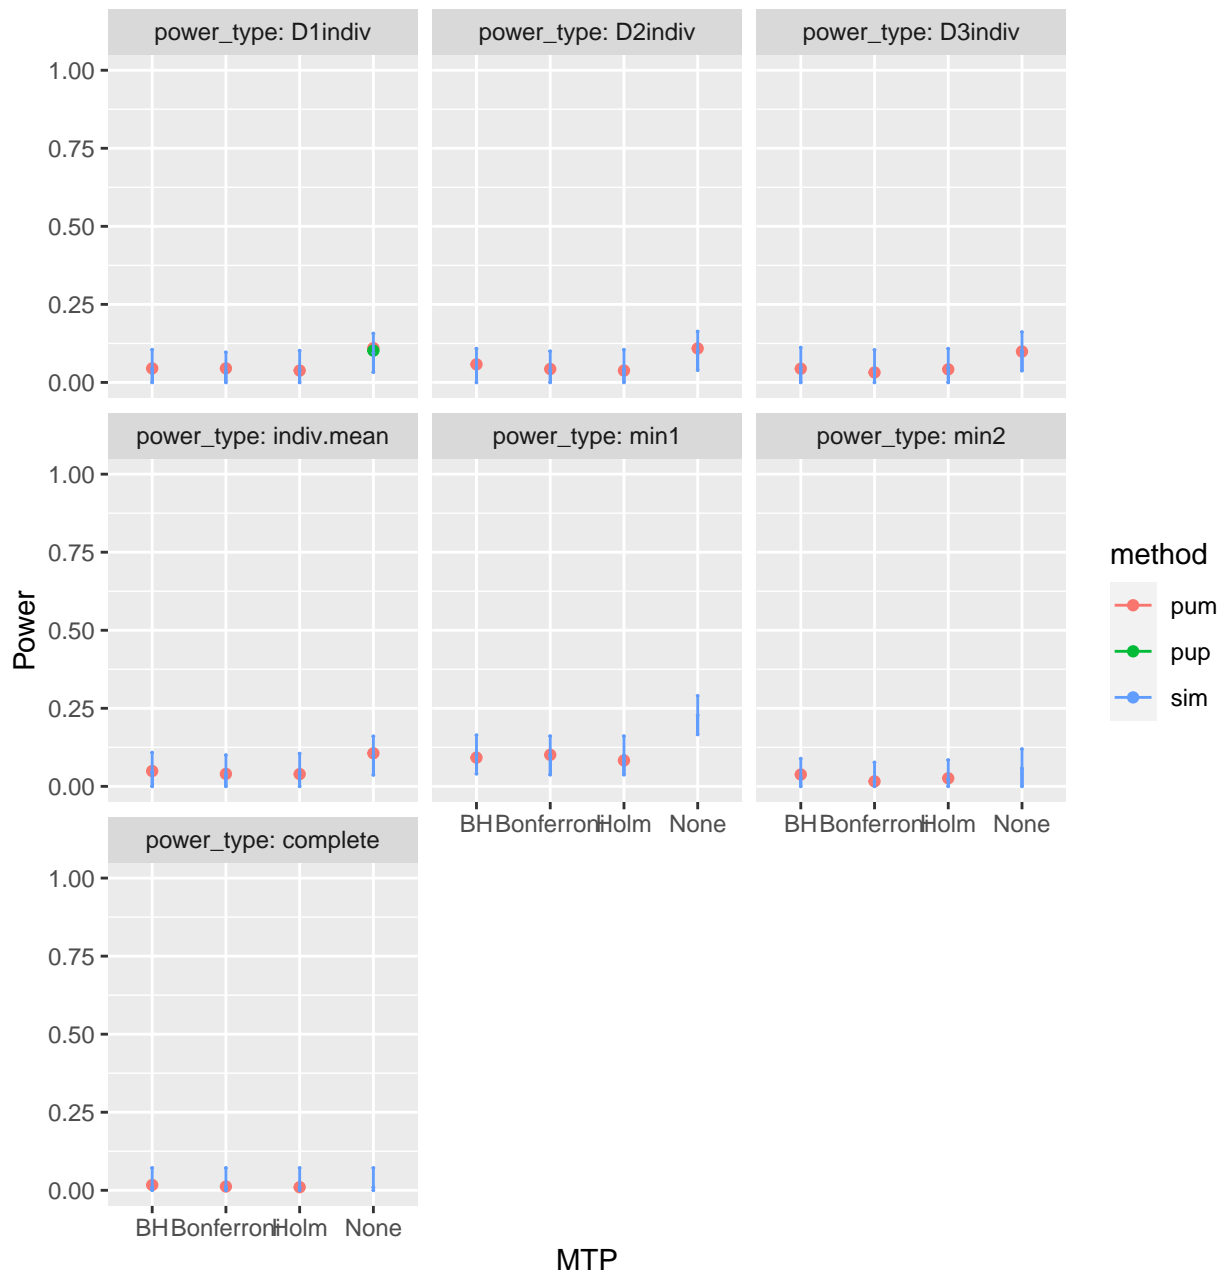 power_type: D1indiv power_type: D2indiv power_type: D3indiv
1.00
0.75
0.50
0.25
0.00
power_type: indiv.mean power_type: min1 power_type: min2
1.00
0.75
0.50
0.25
0.00
BH Bonferroni Holm None BH Bonferroni Holm None
power_type: complete
1.00
0.75
0.50
0.25
0.00
BH Bonferroni Holm None
MTP
Power
method
pum
pup
sim